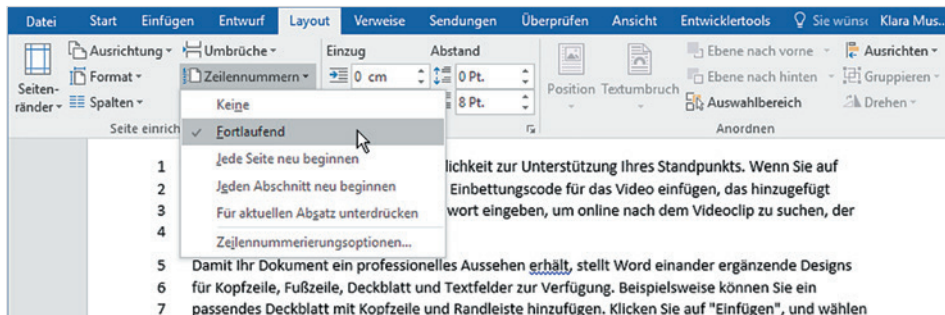 Datei Start Einfügen Entwurf Layout Verweise Sendungen Überprüfen Ansicht Entwicklertools Sie wünsc Klara Mus...
Ausrichtung Umbrüche Einzug Abstand Ebene nach vorne Ausrichten
Seiten-
ränder Format Zeilennummern 0 cm 0 Pt. Position Textumbruch Ebene nach hinten Gruppieren
Spalten Keine 8 Pt. Auswahlbereich Drehen
Seite einrich Fortlaufend Anordnen
Jede Seite neu beginnen
Jeden Abschnitt neu beginnen
Für aktuellen Absatz unterdrücken
Zeilennummerierungsoptionen...
1 lichkeit zur Unterstützung Ihres Standpunkts. Wenn Sie auf
2 Einbettungscode für das Video einfügen, das hinzugefügt
3 wort eingeben, um online nach dem Videoclip zu suchen, der
4
5 Damit Ihr Dokument ein professionelles Aussehen erhält, stellt Word einander ergänzende Designs
6 für Kopfzeile, Fußzeile, Deckblatt und Textfelder zur Verfügung. Beispielsweise können Sie ein
7 passendes Deckblatt mit Kopfzeile und Randleiste hinzufügen. Klicken Sie auf "Einfügen", und wählen